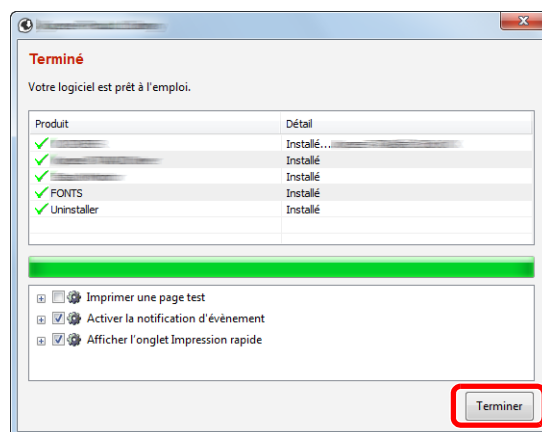 Terminé
Votre logiciel est prêt à l'emploi.
Produit Détail
Installé...
Installé
Installé
FONTS Installé
Uninstaller Installé
Imprimer une page test
Activer la notification d'évènement
Afficher l'onglet Impression rapide
Terminer